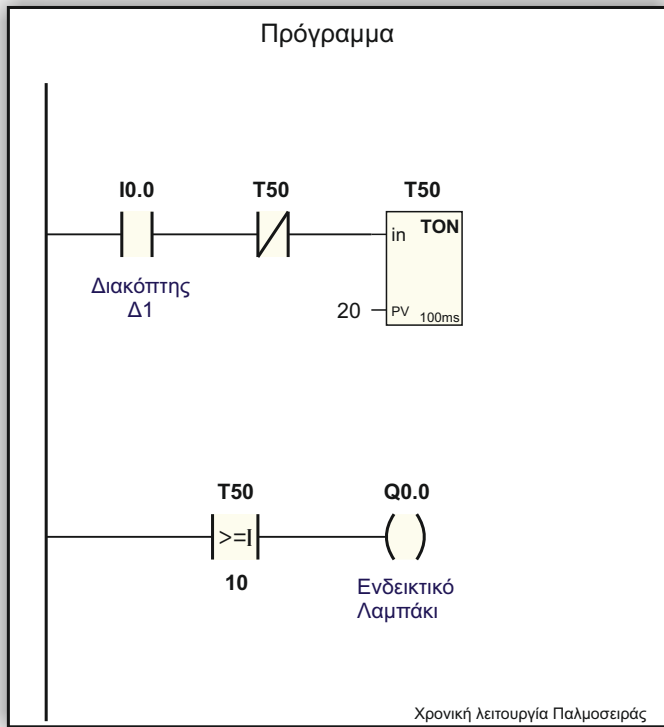 Πρόγραμμα
I0.0 T50 T50
in TON
Διακόπτης
Δ1
20 PV 100ms
T50 Q0.0
>=I
10
Ενδεικτικό
Λαμπάκι
Χρονική λειτουργία Παλμοσειράς